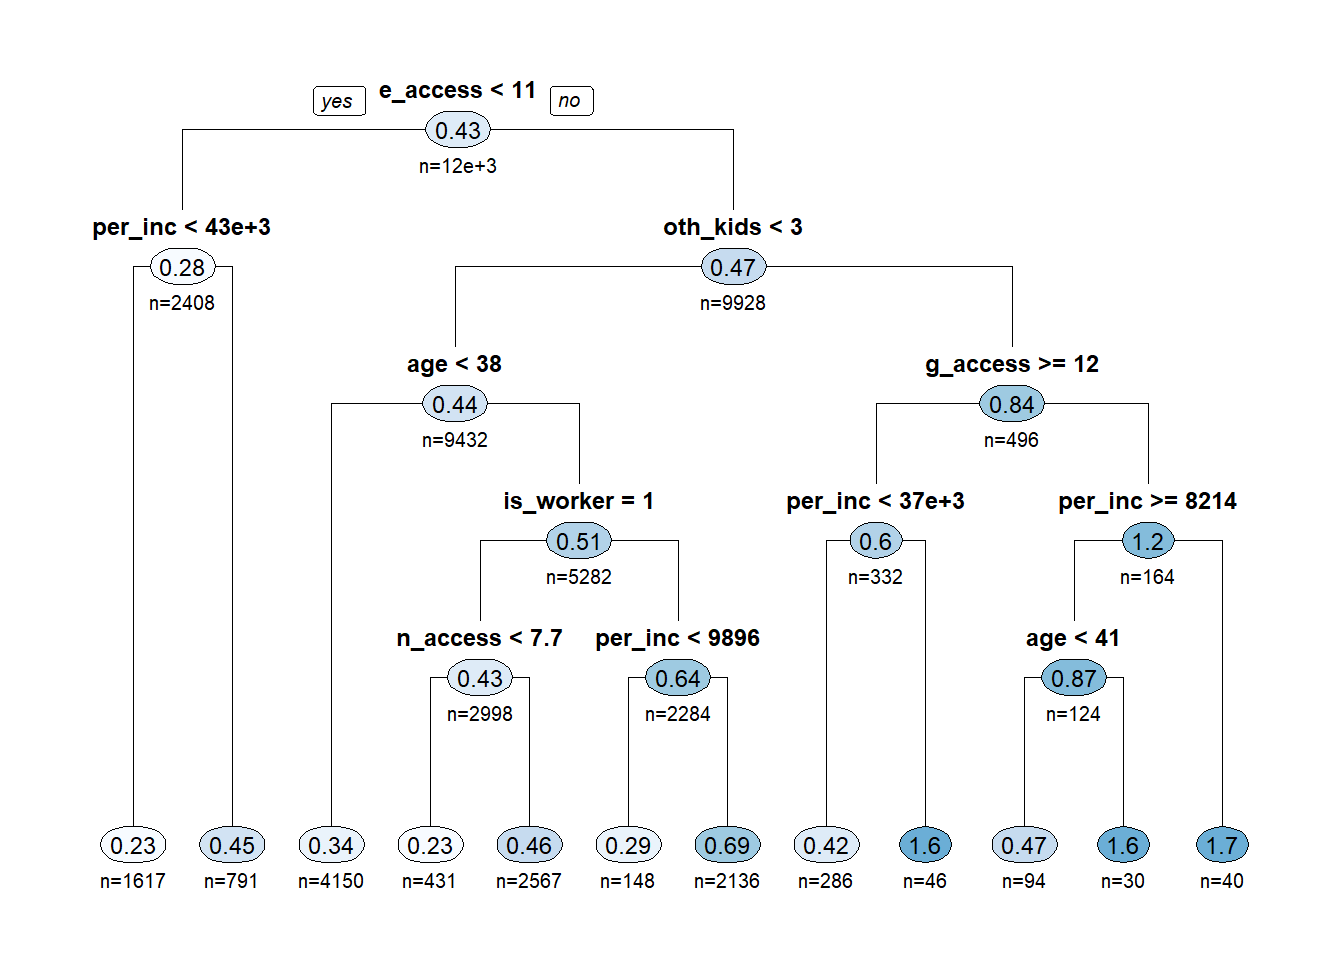 yes e_access < 11 no
0.43
n=12e+3
per_inc < 43e+3 oth_kids < 3
0.28 0.47
n=2408 n=9928
age < 38 g_access >= 12
0.44 0.84
n=9432 n=496
is_worker = 1 per_inc < 37e+3 per_inc >= 8214
0.51 0.6 1.2
n=5282 n=332 n=164
n_access < 7.7 per_inc < 9896 age < 41
0.43 0.64 0.87
n=2998 n=2284 n=124
0.23 0.45 0.34 0.23 0.46 0.29 0.69 0.42 1.6 0.47 1.6 1.7
n=1617 n=791 n=4150 n=431 n=2567 n=148 n=2136 n=286 n=46 n=94 n=30 n=40